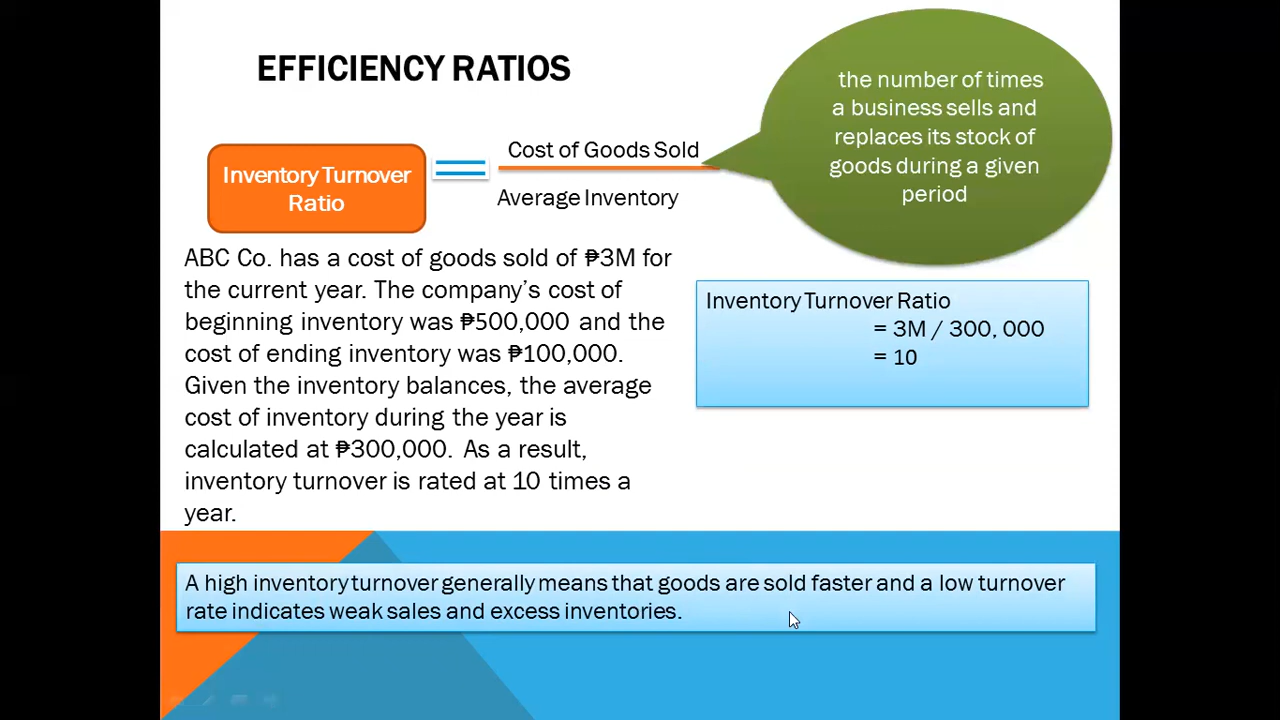 EFFICIENCY RATIOS
the number of times
a business sells and
replaces its stock of
goods during a given
period
Inventory Turnover
Ratio
Cost of Goods Sold
Average Inventory
ABC Co. has a cost of goods sold of ₱3M for
the current year. The company’s cost of
beginning inventory was ₱500,000 and the
cost of ending inventory was ₱100,000.
Given the inventory balances, the average
cost of inventory during the year is
calculated at ₱300,000. As a result,
inventory turnover is rated at 10 times a
year.
Inventory Turnover Ratio
= 3M / 300, 000
= 10
A high inventory turnover generally means that goods are sold faster and a low turnover
rate indicates weak sales and excess inventories.